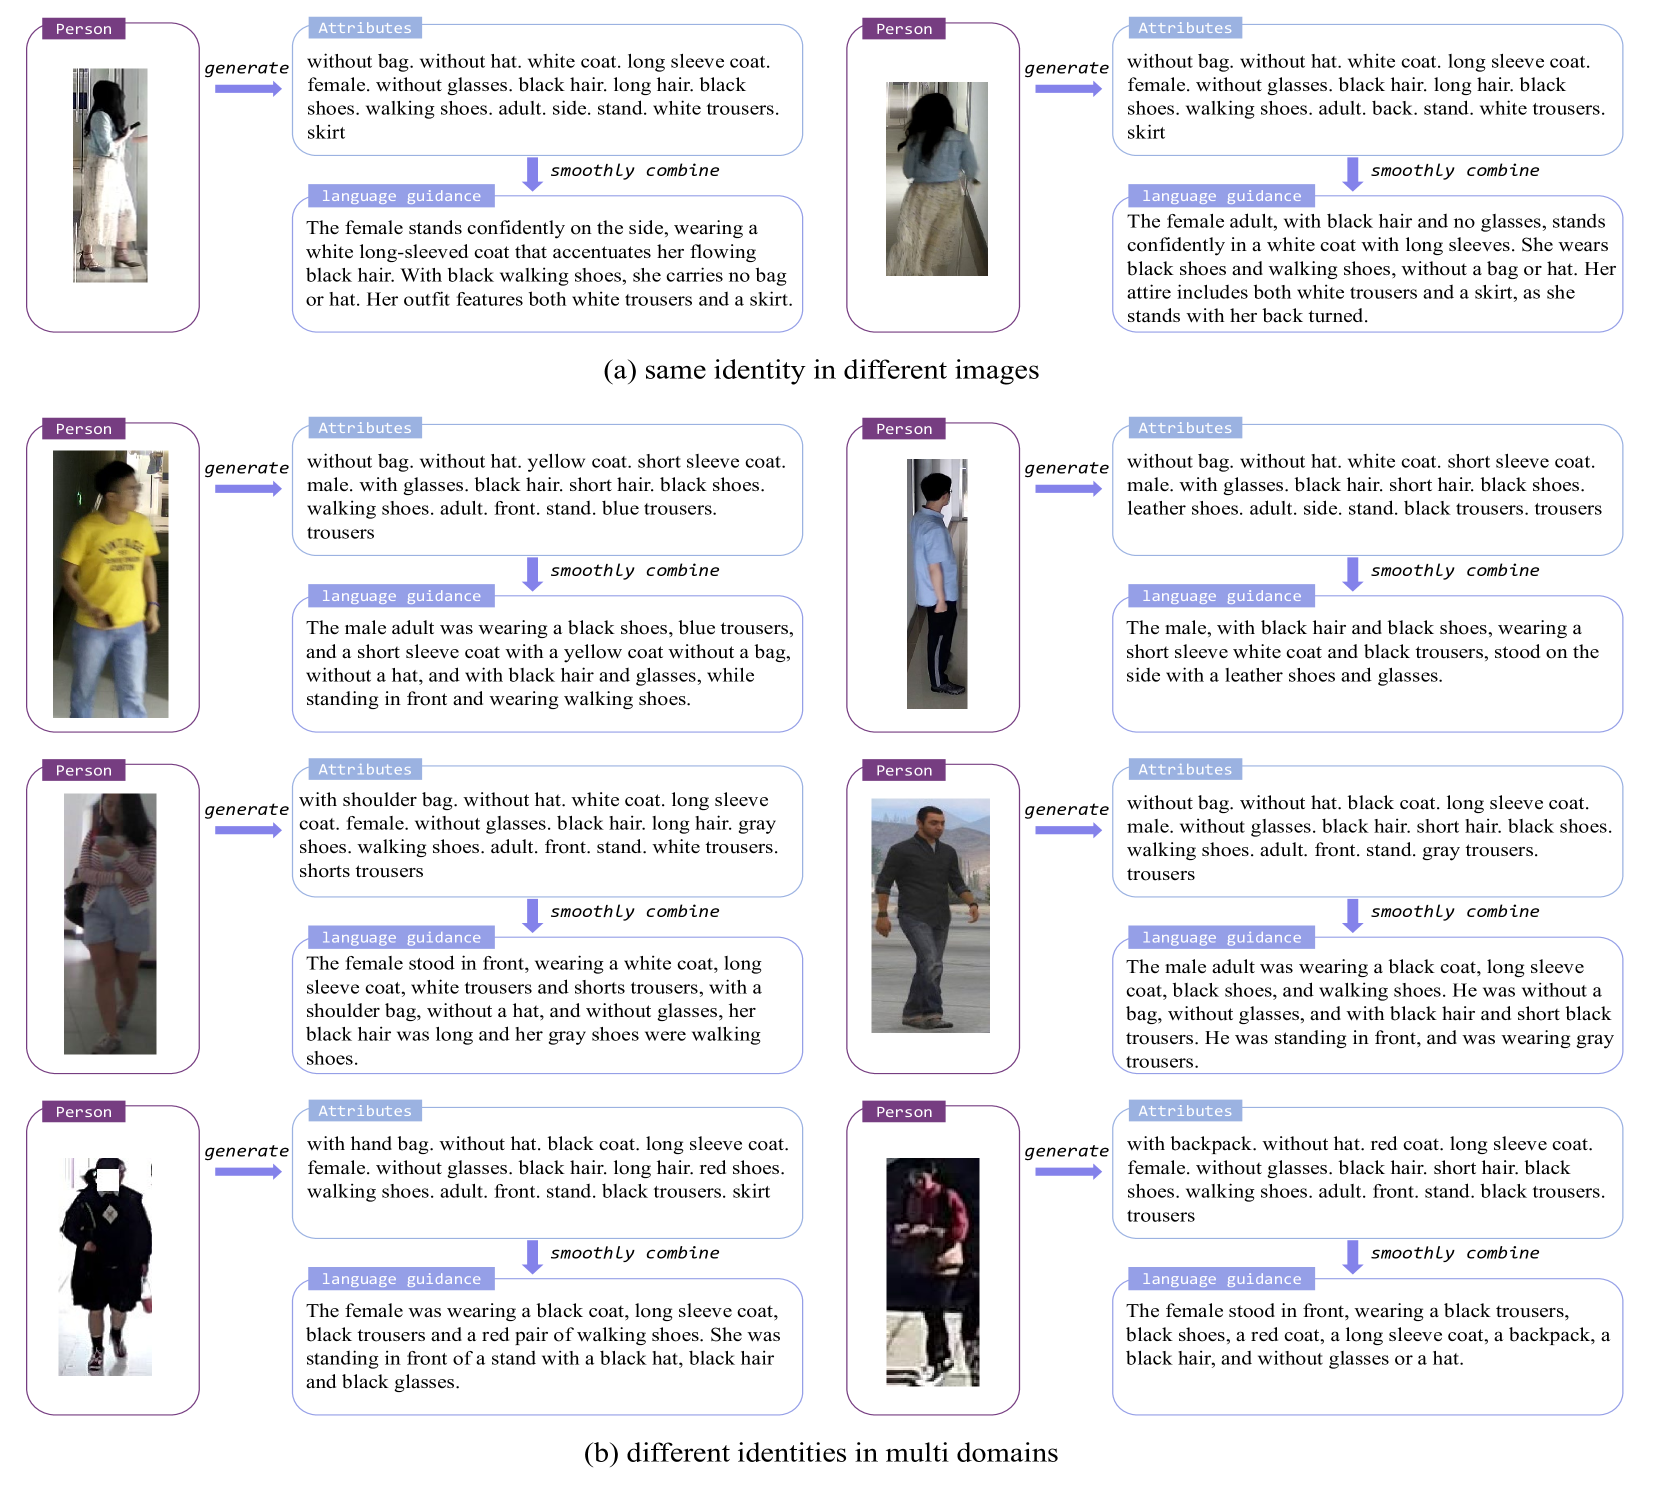 Person
generate
Attributes
without bag. without hat. white coat. long sleeve coat.
female. without glasses. black hair. long hair. black
shoes. walking shoes. adult. side. stand. white trousers.
skirt
smoothly combine
language guidance
The female stands confidently on the side, wearing a
white long-sleeved coat that accentuates her flowing
black hair. With black walking shoes, she carries no bag
or hat. Her outfit features both white trousers and a skirt.
Person
generate
Attributes
without bag. without hat. white coat. long sleeve coat.
female. without glasses. black hair. long hair. black
shoes. walking shoes. adult. back. stand. white trousers.
skirt
smoothly combine
language guidance
The female adult, with black hair and no glasses, stands
confidently in a white coat with long sleeves. She wears
black shoes and walking shoes, without a bag or hat. Her
attire includes both white trousers and a skirt, as she
stands with her back turned.
(a) same identity in different images
Person
VINTAGE
generate
Attributes
without bag. without hat. yellow coat. short sleeve coat.
male. with glasses. black hair. short hair. black shoes.
walking shoes. adult. front. stand. blue trousers.
trousers
smoothly combine
language guidance
The male adult was wearing a black shoes, blue trousers,
and a short sleeve coat with a yellow coat without a bag,
without a hat, and with black hair and glasses, while
standing in front and wearing walking shoes.
Person
generate
Attributes
without bag. without hat. white coat. short sleeve coat.
male. with glasses. black hair. short hair. black shoes.
leather shoes. adult. side. stand. black trousers. trousers
smoothly combine
language guidance
The male, with black hair and black shoes, wearing a
short sleeve white coat and black trousers, stood on the
side with a leather shoes and glasses.
Person
generate
Attributes
with shoulder bag. without hat. white coat. long sleeve
coat. female. without glasses. black hair. long hair. gray
shoes. walking shoes. adult. front. stand. white trousers.
shorts trousers
smoothly combine
language guidance
The female stood in front, wearing a white coat, long
sleeve coat, white trousers and shorts trousers, with a
shoulder bag, without a hat, and without glasses, her
black hair was long and her gray shoes were walking
shoes.
Person
generate
Attributes
without bag. without hat. black coat. long sleeve coat.
male. without glasses. black hair. short hair. black shoes.
walking shoes. adult. front. stand. gray trousers.
trousers
smoothly combine
language guidance
The male adult was wearing a black coat, long sleeve
coat, black shoes, and walking shoes. He was without a
bag, without glasses, and with black hair and short black
trousers. He was standing in front, and was wearing gray
trousers.
Person
generate
Attributes
with hand bag. without hat. black coat. long sleeve coat.
female. without glasses. black hair. long hair. red shoes.
walking shoes. adult. front. stand. black trousers. skirt
smoothly combine
language guidance
The female was wearing a black coat, long sleeve coat,
black trousers and a red pair of walking shoes. She was
standing in front of a stand with a black hat, black hair
and black glasses.
Person
generate
Attributes
with backpack. without hat. red coat. long sleeve coat.
female. without glasses. black hair. short hair. black
shoes. walking shoes. adult. front. stand. black trousers.
trousers
smoothly combine
language guidance
The female stood in front, wearing a black trousers,
black shoes, a red coat, a long sleeve coat, a backpack, a
black hair, and without glasses or a hat.
(b) different identities in multi domains